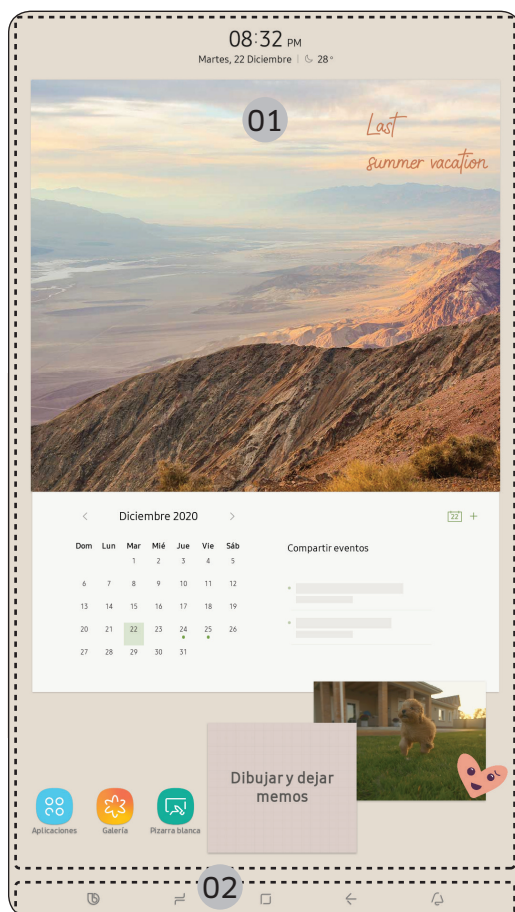 08:32 PM
Martes, 22 Diciembre | 28°
01
Last
summer vacation
Diciembre 2020
22 +
Dom Lun Mar Mié Jue Vie Sáb
1 2 3 4 5
Compartir eventos
6 7 8 9 10 11 12
13 14 15 16 17 18 19
20 21 22 23 24 25 26
27 28 29 30 31
Dibujar y dejar
memos
Aplicaciones
Galería
Pizarra blanca
02